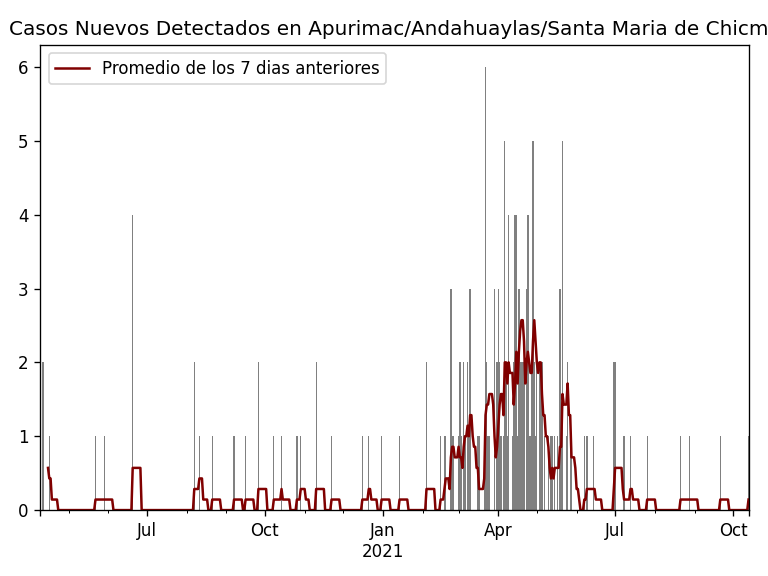 Casos Nuevos Detectados en Apurimac/Andahuaylas/Santa Maria de Chicm
Promedio de los 7 dias anteriores
6
5
4
3
2
1
0
Jul Oct Jan Apr Jul Oct
2021